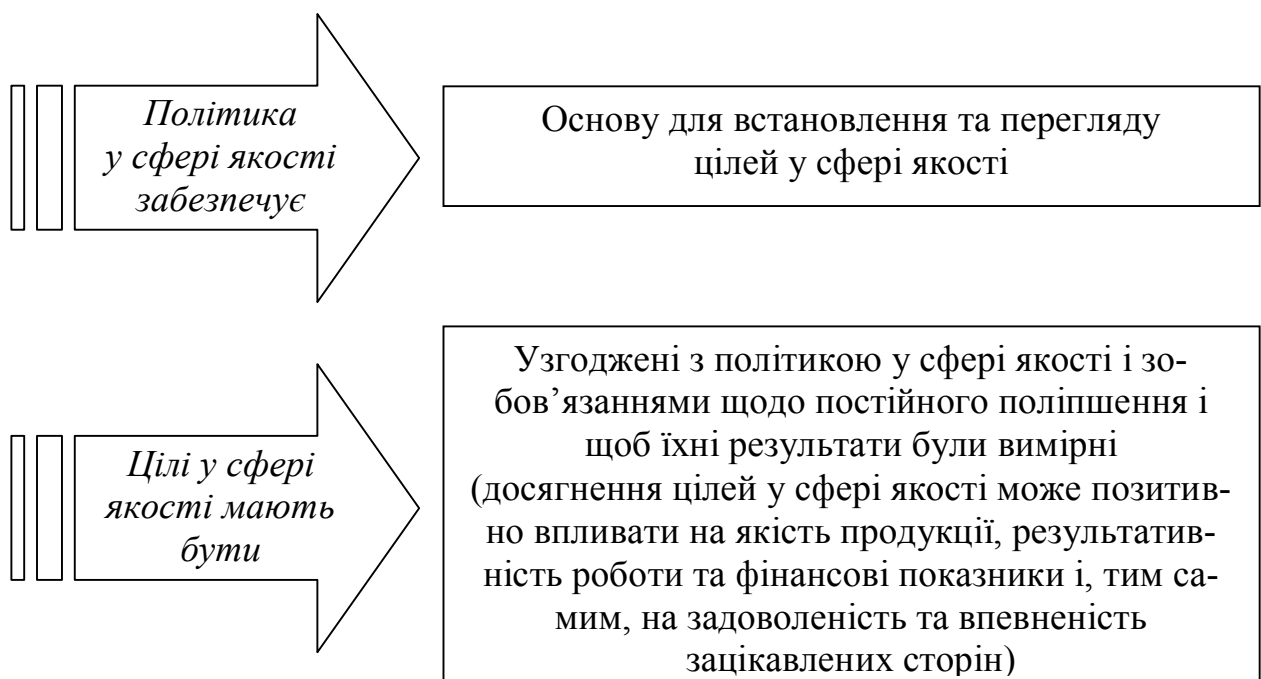 Політика
у сфері якості
забезпечує
Основу для встановлення та перегляду
цілей у сфері якості
Цілі у сфері
якості мають
бути
Узгоджені з політикою у сфері якості і зо-
бов’язаннями щодо постійного поліпшення і
щоб їхні результати були вимірні
(досягнення цілей у сфері якості може позитив-
но впливати на якість продукції, результатив-
ність роботи та фінансові показники і, тим са-
мим, на задоволеність та впевненість
зацікавлених сторін)